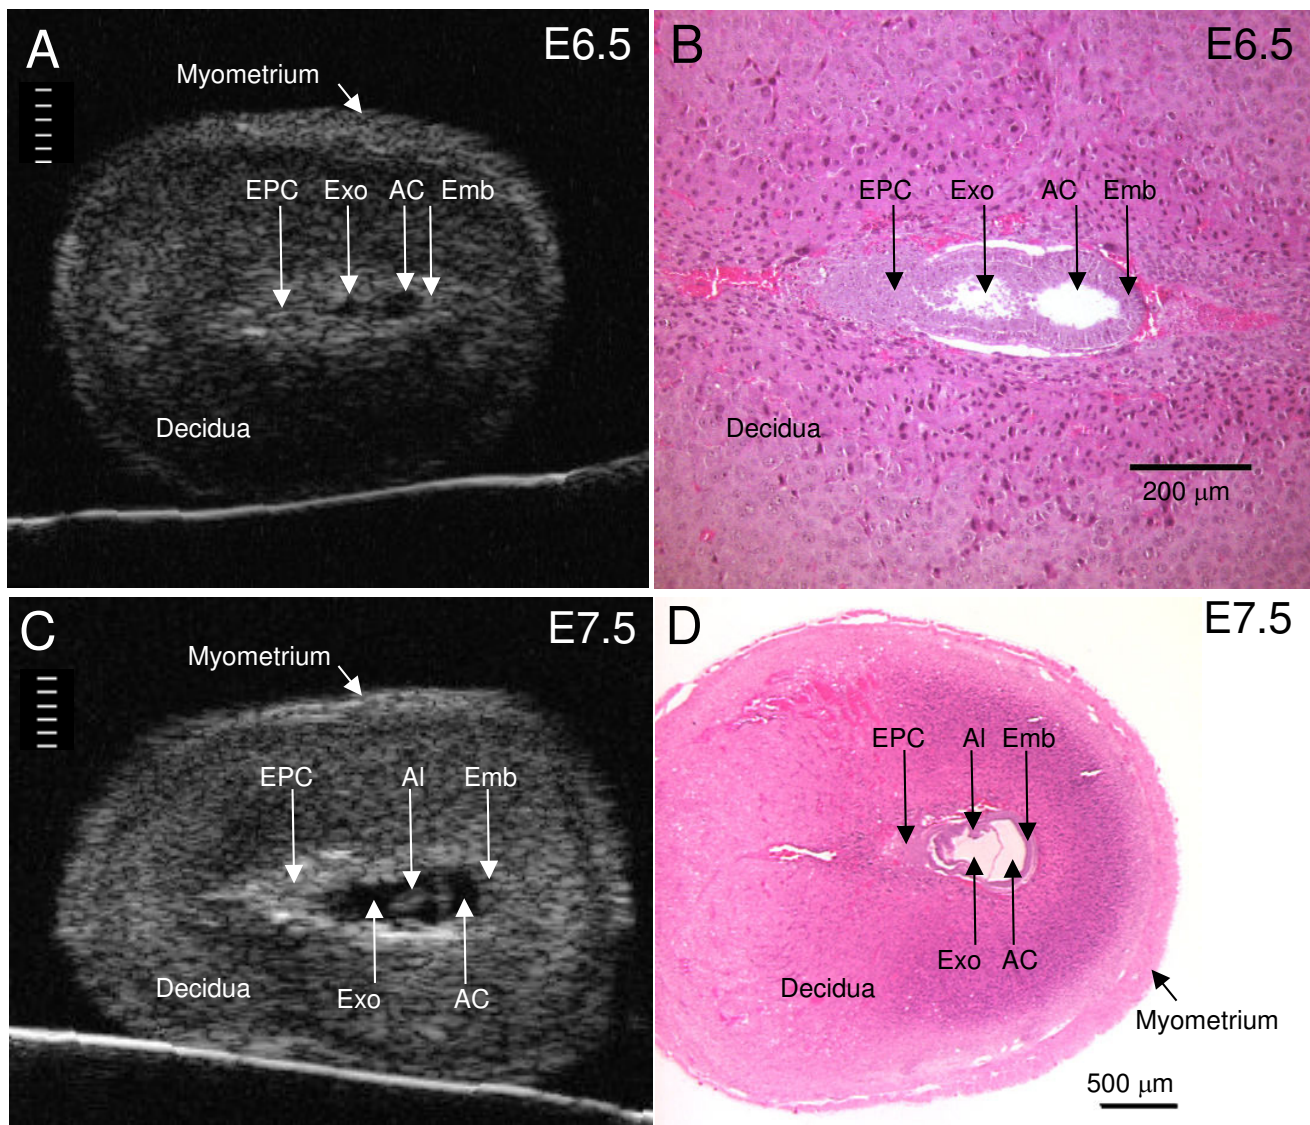 A
E6.5
Myometrium
EPC
Exo
AC
Emb
Decidua
B
E6.5
EPC
Exo
AC
Emb
Decidua
200 μm
C
E7.5
Myometrium
EPC
Al
Emb
Decidua
Exo
AC
D
E7.5
EPC
Al
Emb
Exo
AC
Decidua
Myometrium
500 μm